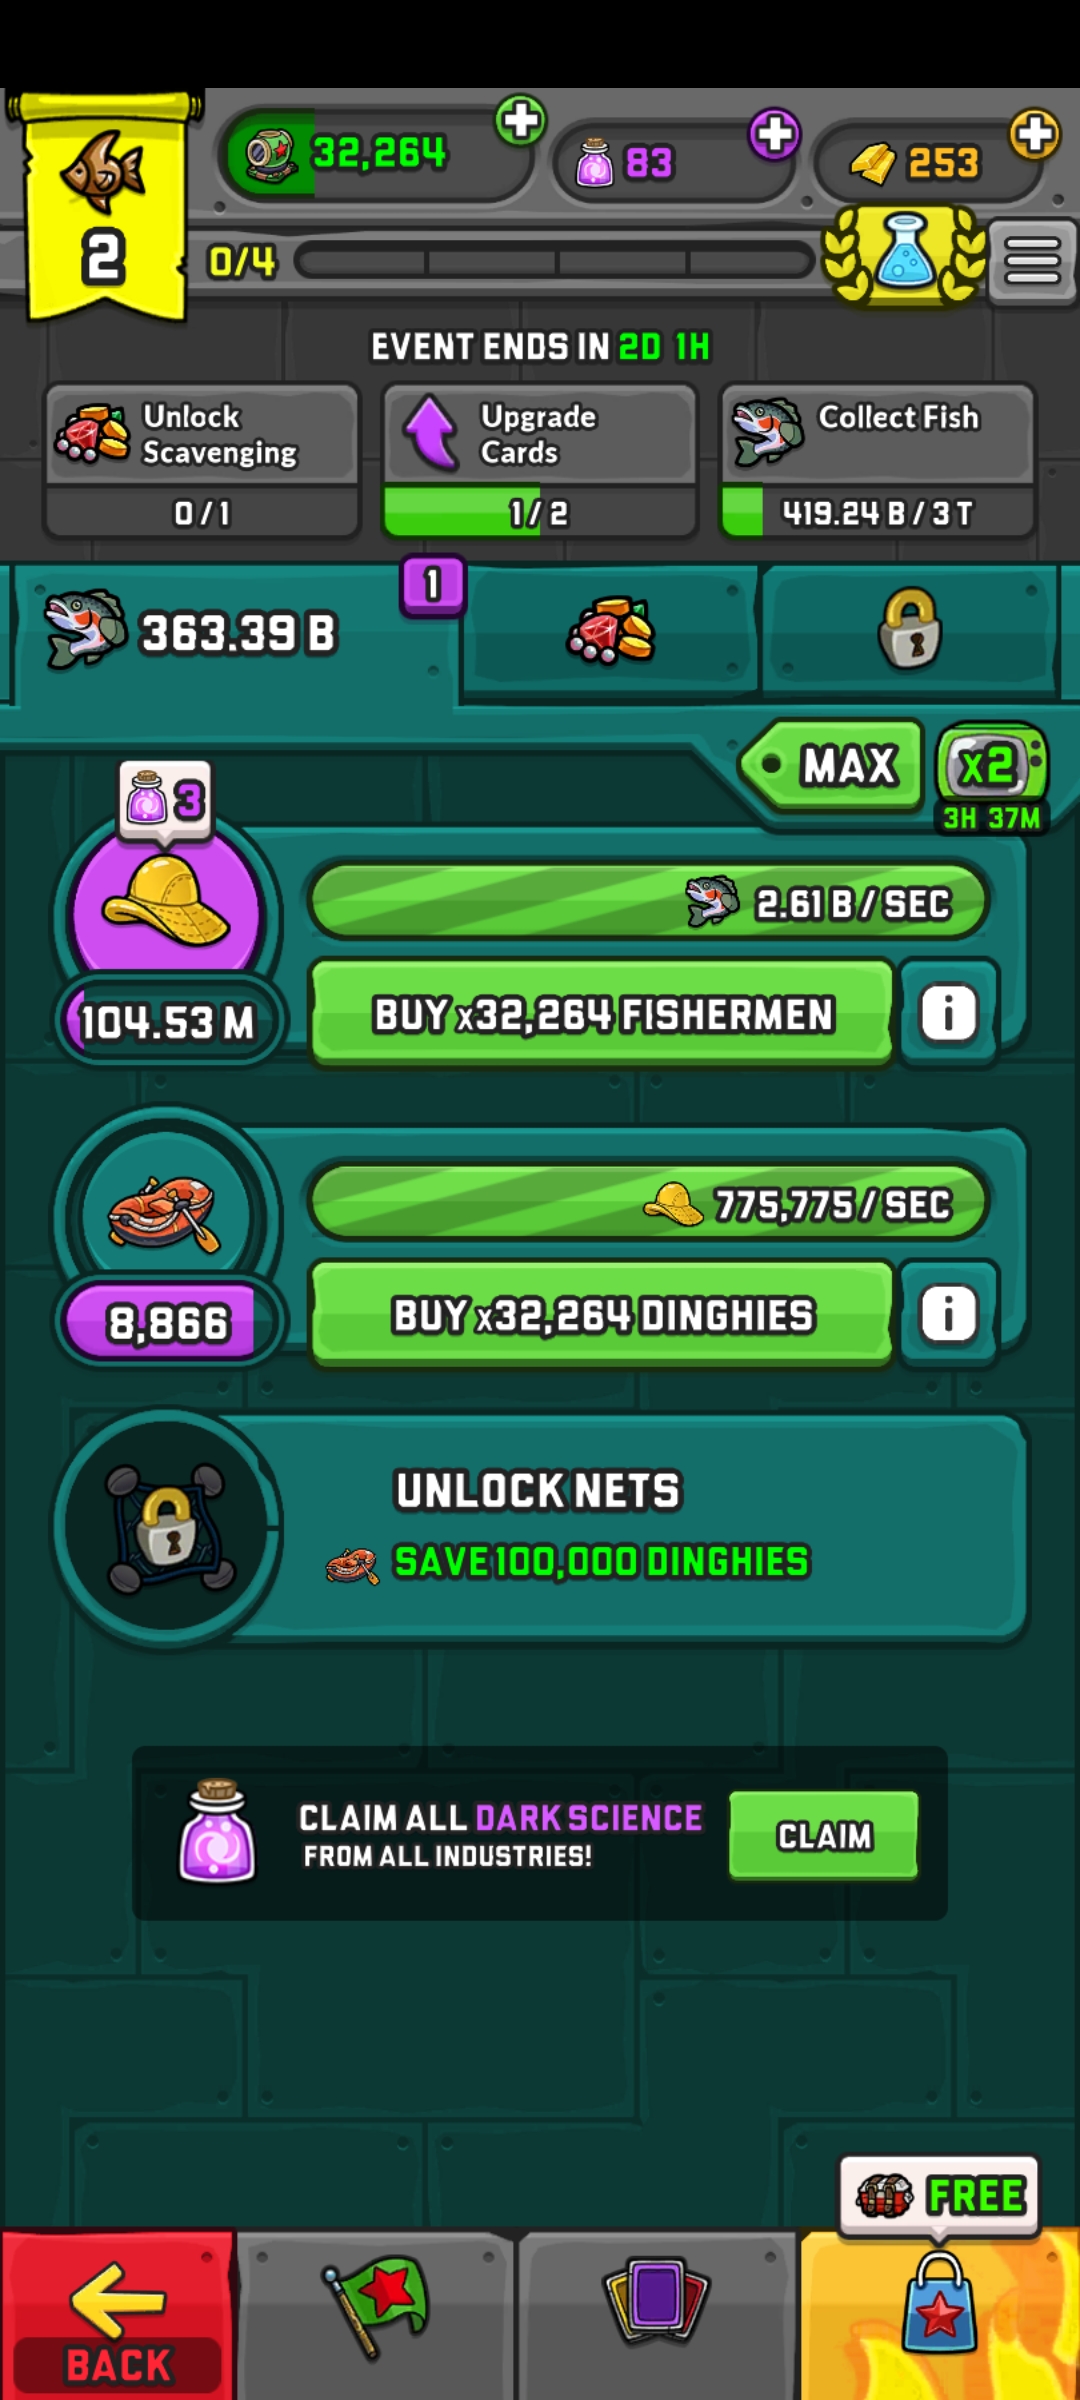 32,264
83
253
2
0/4
EVENT ENDS IN 2D 1H
Unlock
Scavenging
0/1
Upgrade
Cards
1/2
Collect Fish
419.24 B / 3 T
363.39 B
1
MAX
x2
3H 37M
3
2.61 B / SEC
104.53 M
BUY x32,264 FISHERMEN
i
775,775 / SEC
8,866
BUY x32,264 DINGHIES
i
UNLOCK NETS
SAVE 100,000 DINGHIES
CLAIM ALL DARK SCIENCE
FROM ALL INDUSTRIES!
CLAIM
FREE
BACK